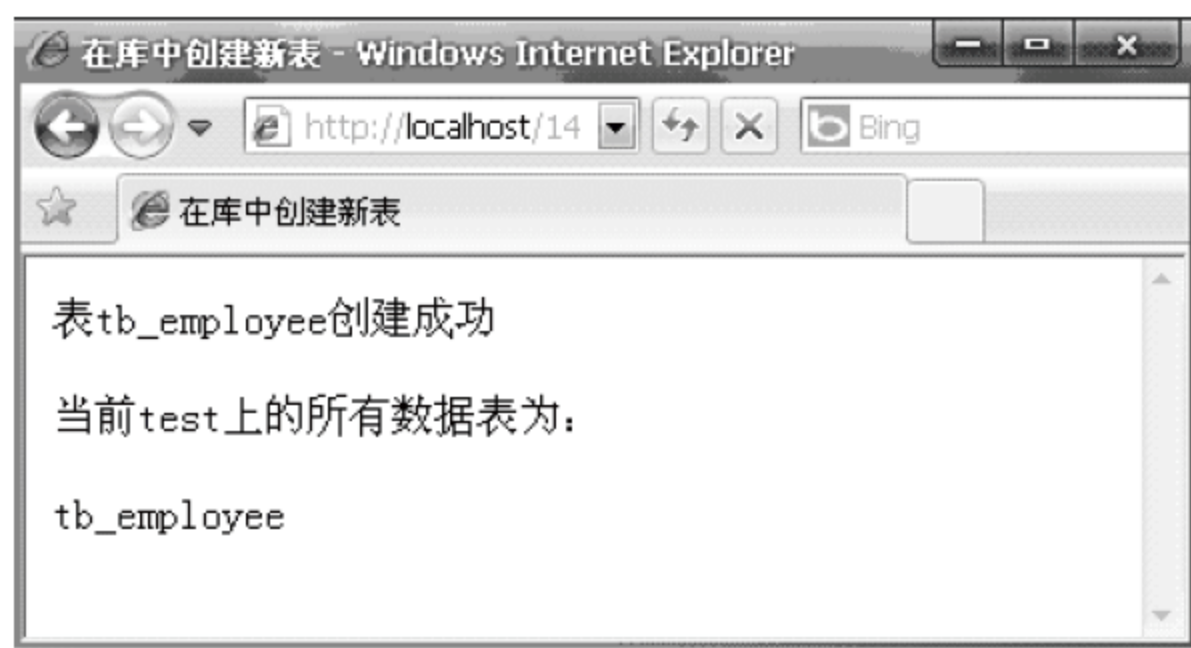 在库中创建新表 - Windows Internet Explorer
http://localhost/14
Bing
在库中创建新表
表tb_employee创建成功
当前test上的所有数据表为：
tb_employee